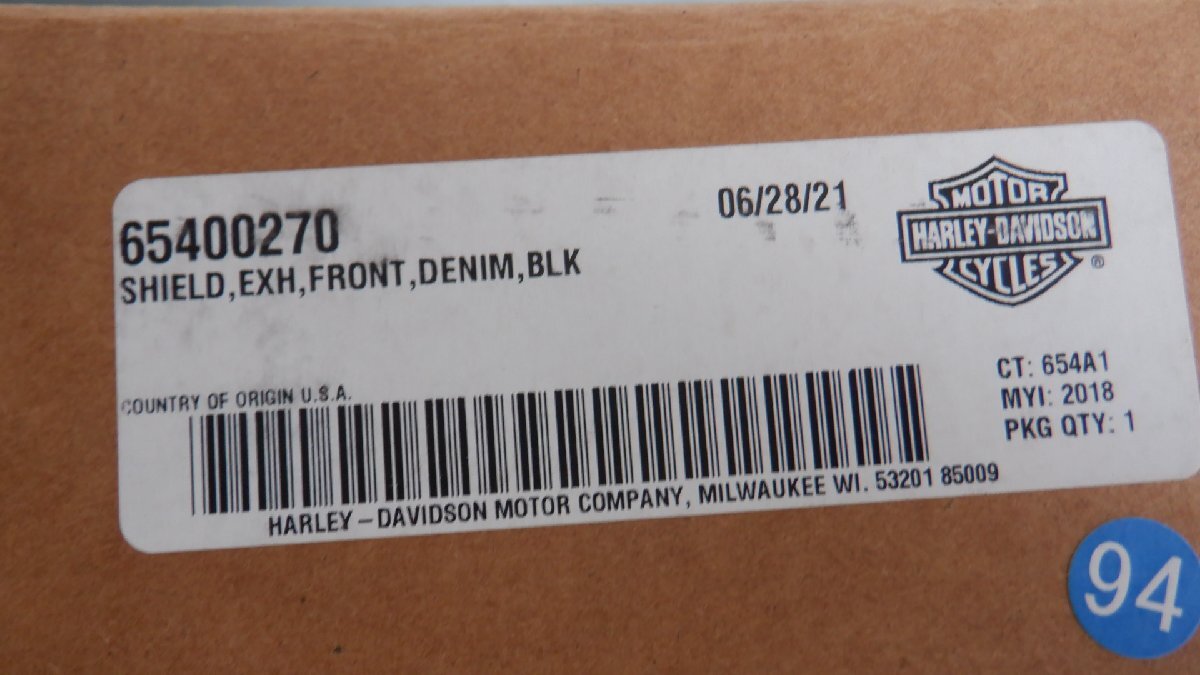 65400270
SHIELD,EXH,FRONT,DENIM,BLK
06/28/21
MOTOR
HARLEY-DAVIDSON
CYCLES
®
COUNTRY OF ORIGIN U.S.A.
CT: 654A1
MYI: 2018
PKG QTY: 1
HARLEY-DAVIDSON MOTOR COMPANY, MILWAUKEE WI. 53201 85009
94